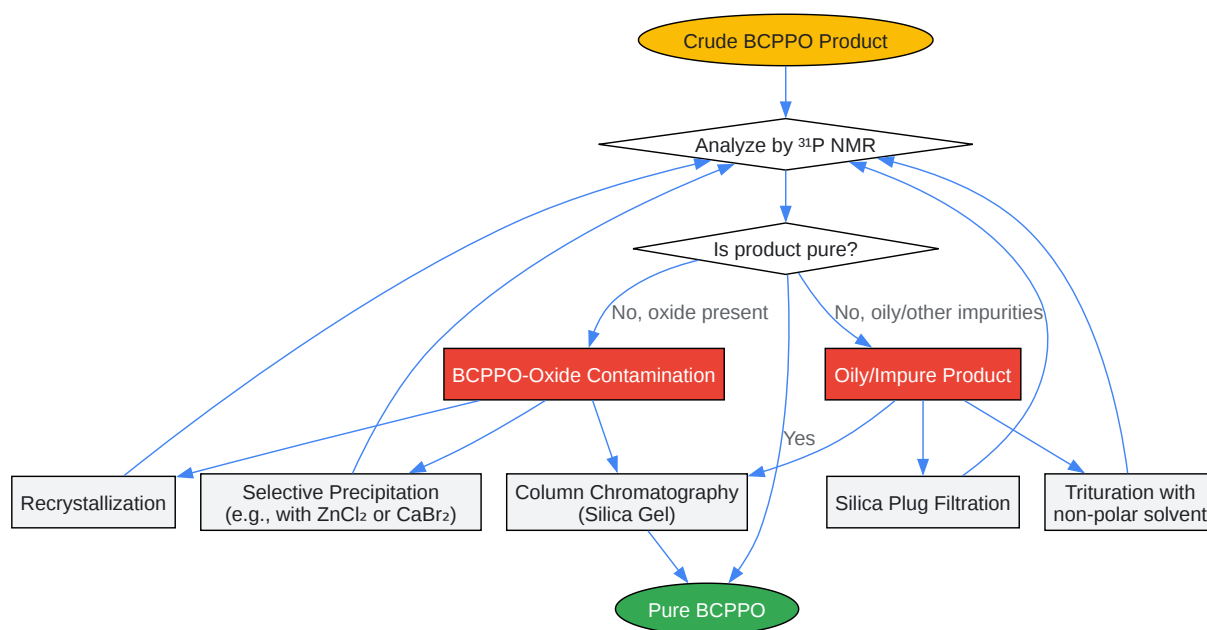 Crude BCPPO Product
Analyze by ³¹P NMR
Is product pure?
No, oxide present
No, oily/other impurities
BCPPO-Oxide Contamination
Oily/Impure Product
Yes
Recrystallization
Selective Precipitation
(e.g., with ZnCl₂ or CaBr₂)
Column Chromatography
(Silica Gel)
Silica Plug Filtration
Trituration with
non-polar solvent
Pure BCPPO